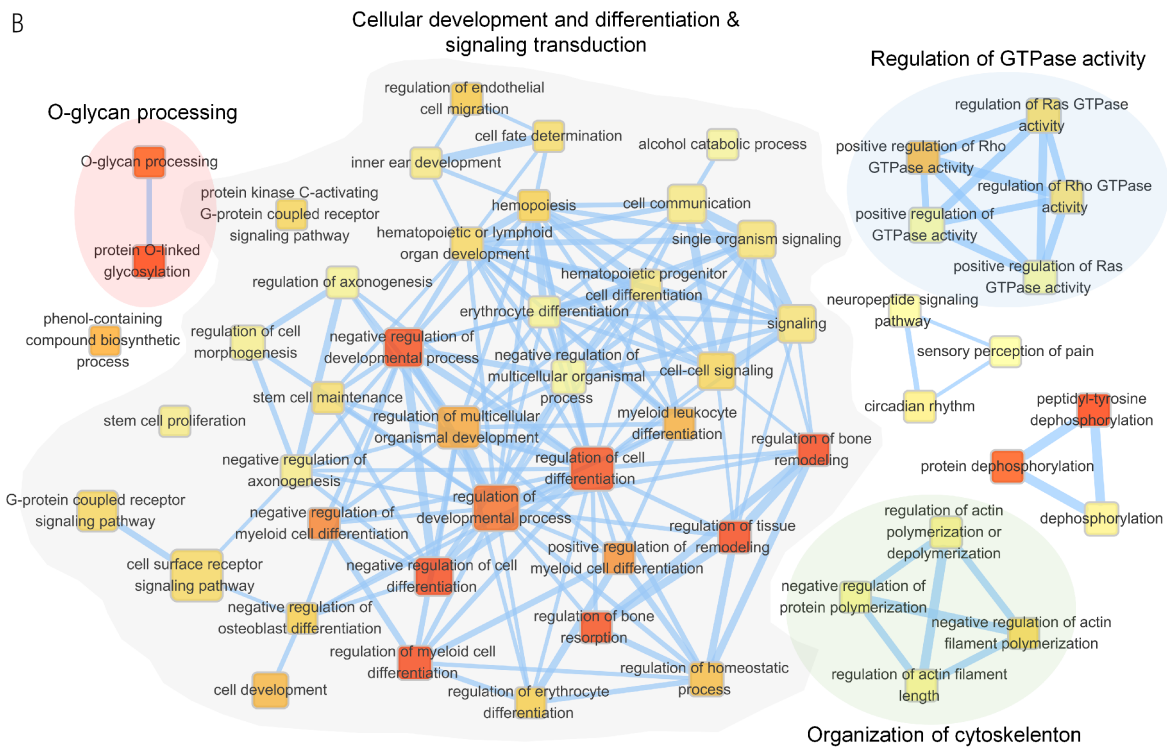 B
Cellular development and differentiation &
signaling transduction
Regulation of GTPase activity
O-glycan processing
O-glycan processing
protein O-linked
glycosylation
phenol-containing
compound biosynthetic
process
regulation of endothelial
cell migration
cell fate determination
inner ear development
alcohol catabolic process
protein kinase C-activating
G-protein coupled receptor
signaling pathway
hemopoiesis
cell communication
hematopoietic or lymphoid
organ development
single organism signaling
regulation of axonogenesis
hematopoietic progenitor
cell differentiation
erythrocyte differentiation
signaling
regulation of cell
morphogenesis
negative regulation of
developmental process
negative regulation of
multicellular organismal
process
cell-cell signaling
stem cell maintenance
stem cell proliferation
regulation of multicellular
organismal development
myeloid leukocyte
differentiation
regulation of bone
remodeling
negative regulation of
axonogenesis
regulation of cell
differentiation
G-protein coupled receptor
signaling pathway
regulation of
developmental process
negative regulation of
myeloid cell differentiation
regulation of tissue
remodeling
positive regulation of
myeloid cell differentiation
cell surface receptor
signaling pathway
negative regulation of cell
differentiation
negative regulation of
osteoblast differentiation
regulation of bone
resorption
regulation of myeloid cell
differentiation
regulation of homeostatic
process
cell development
regulation of erythrocyte
differentiation
regulation of Ras GTPase
activity
positive regulation of Rho
GTPase activity
regulation of Rho GTPase
activity
positive regulation of
GTPase activity
positive regulation of Ras
GTPase activity
neuropeptide signaling
pathway
sensory perception of pain
circadian rhythm
peptidyl-tyrosine
dephosphorylation
protein dephosphorylation
dephosphorylation
regulation of actin
polymerization or
depolymerization
negative regulation of
protein polymerization
negative regulation of actin
filament polymerization
regulation of actin filament
length
Organization of cytoskelenton